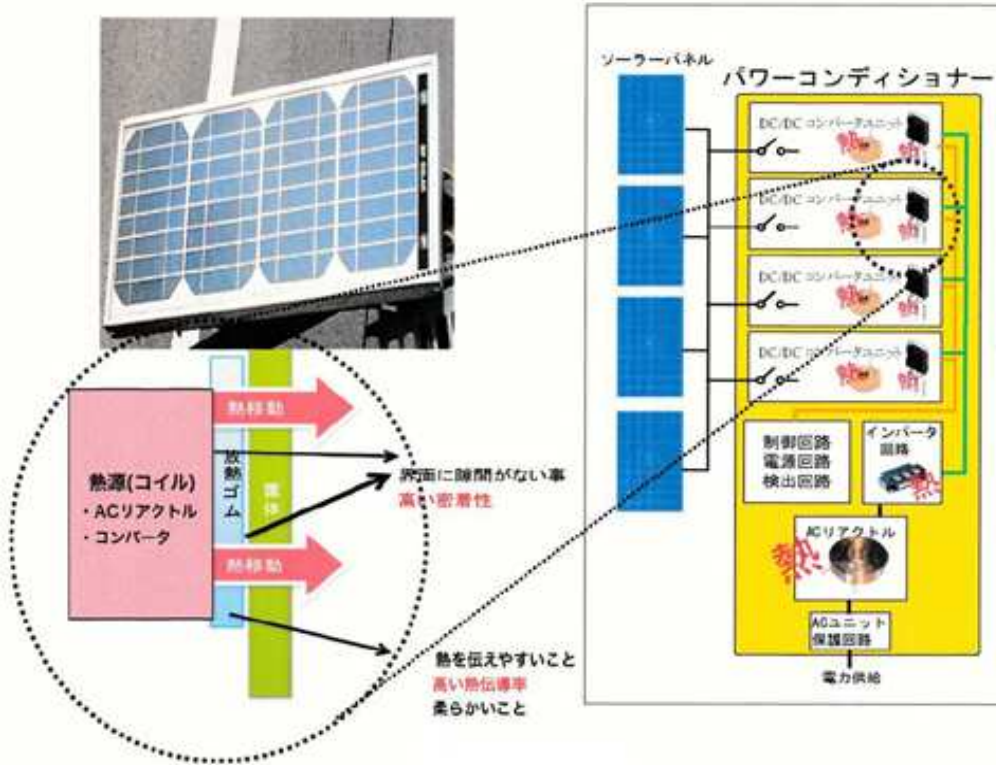 ソーラーパネル
パワーコンディショナー
DC/DC コンバータユニット
熱
熱
DC/DC コンバータユニット
熱
熱
DC/DC コンバータユニット
熱
熱
DC/DC コンバータユニット
熱
熱
制御回路
電源回路
検出回路
インバータ
回路
熱
ACリアクトル
熱
ACユニット
保護回路
電力供給
熱移動
熱源(コイル)
・ACリアクトル
・コンバータ
放熱ゴム
筐体
界面に隙間がない事
高い密着性
熱移動
熱を伝えやすいこと
高い熱伝導率
柔らかいこと